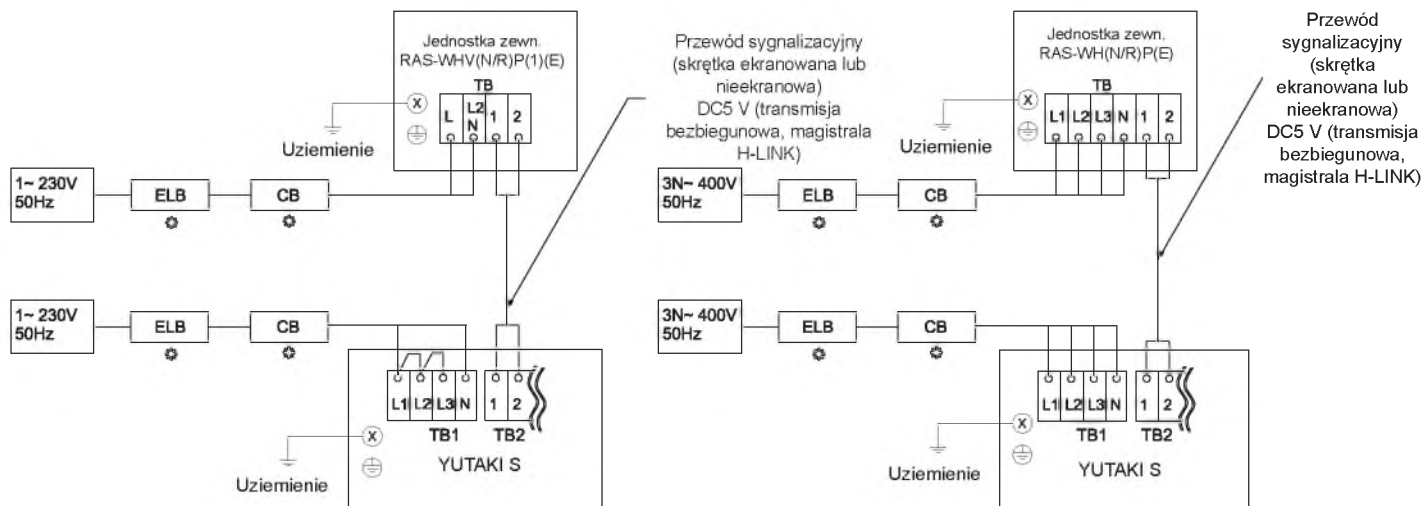 Jednostka zewn.
RAS-WHV(N/R)P(1)(E)
TB
X
L
L2
N
1
2
Uziemienie
1~ 230V
50Hz
ELB
CB
Przewód sygnalizacyjny
(skrętka ekranowana lub
nieekranowa)
DC5 V (transmisja
bezbiegunowa, magistrala
H-LINK)
1~ 230V
50Hz
ELB
CB
L1
L2
L3
N
1
2
TB1
TB2
X
YUTAKI S
Uziemienie
Jednostka zewn.
RAS-WH(N/R)P(E)
TB
X
L1
L2
L3
N
1
2
Uziemienie
3N~ 400V
50Hz
ELB
CB
Przewód
sygnalizacyjny
(skrętka
ekranowana lub
nieekranowa)
DC5 V (transmisja
bezbiegunowa,
magistrala H-LINK)
3N~ 400V
50Hz
ELB
CB
L1
L2
L3
N
1
2
TB1
TB2
X
YUTAKI S
Uziemienie